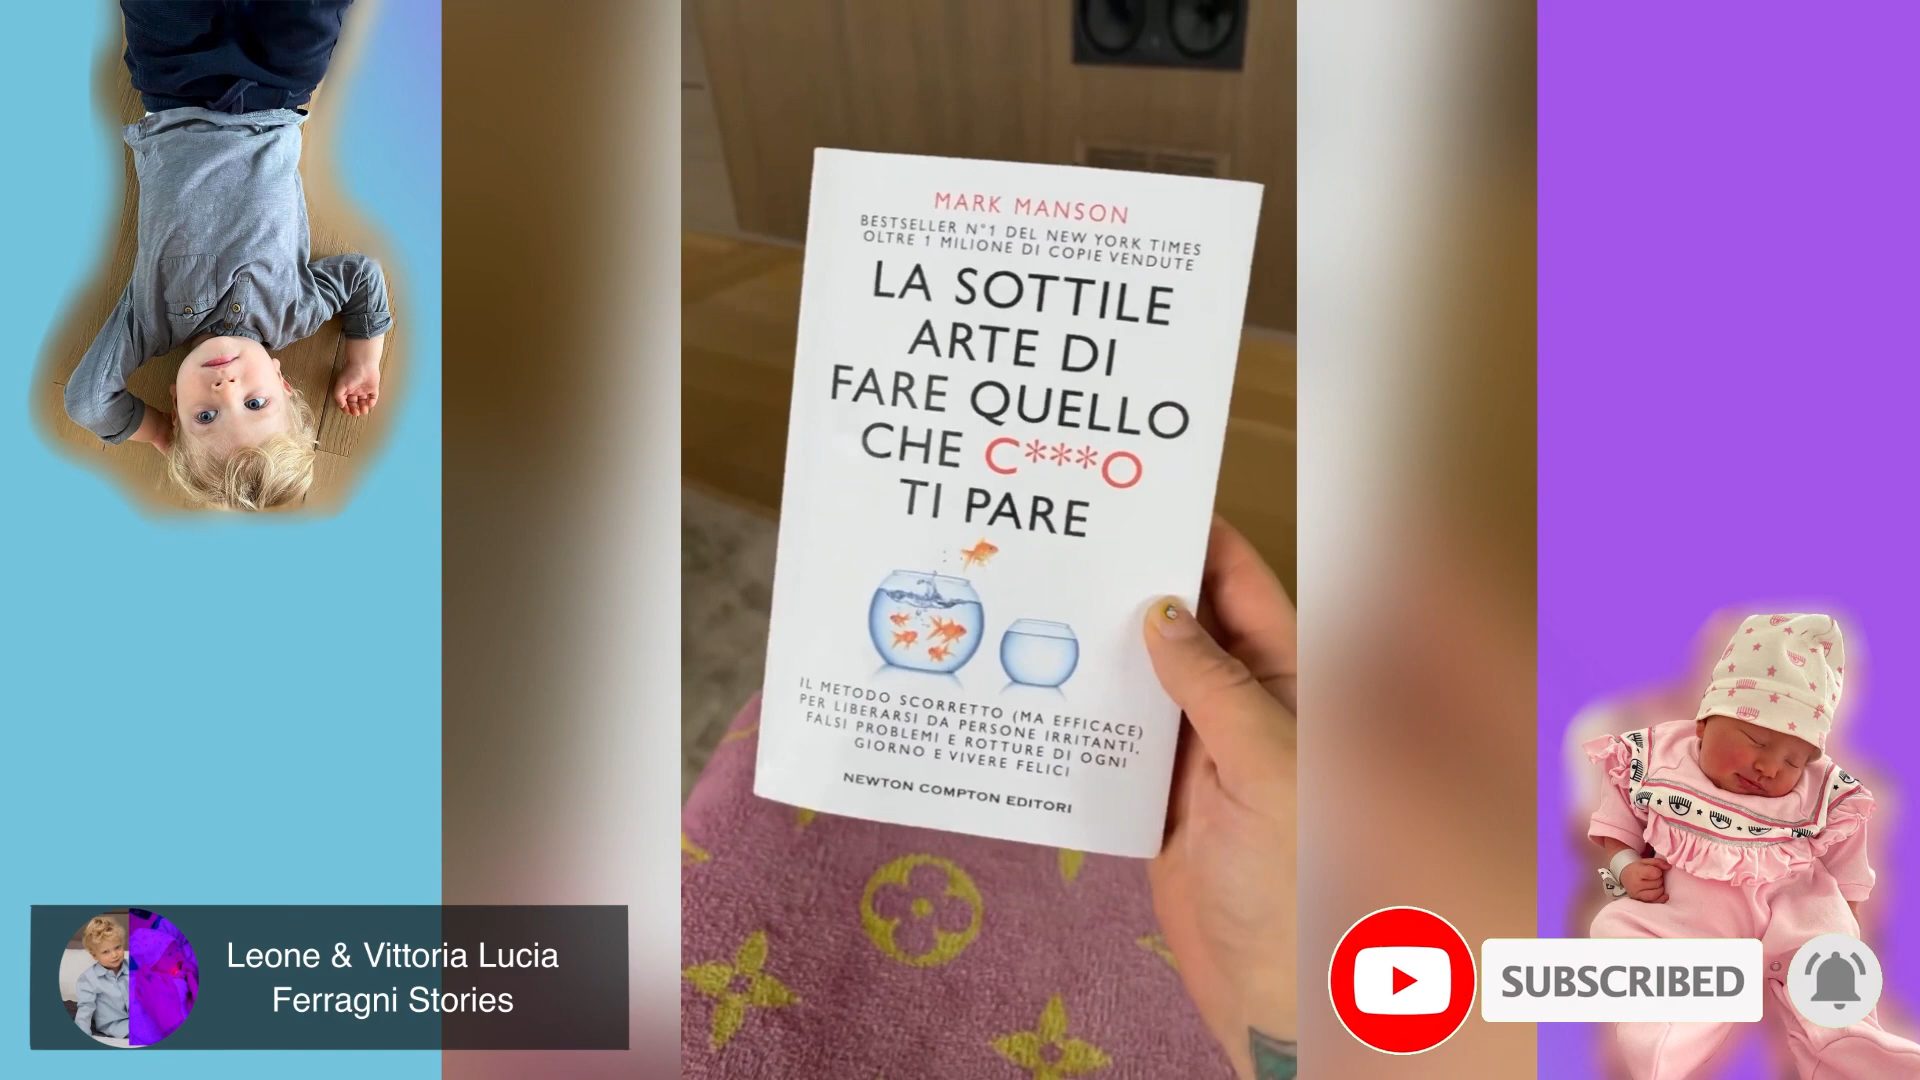 MARK MANSON
BESTSELLER N°1 DEL NEW YORK TIMES
OLTRE 1 MILIONE DI COPIE VENDUTE
LA SOTTILE
ARTE DI
FARE QUELLO
CHE C***O
TI PARE
IL METODO SCORRETTO (MA EFFICACE)
PER LIBERARSI DA PERSONE IRRITANTI,
FALSI PROBLEMI E ROTTURE DI OGNI
GIORNO E VIVERE FELICI
NEWTON COMPTON EDITORI
Leone & Vittoria Lucia
Ferragni Stories
SUBSCRIBED